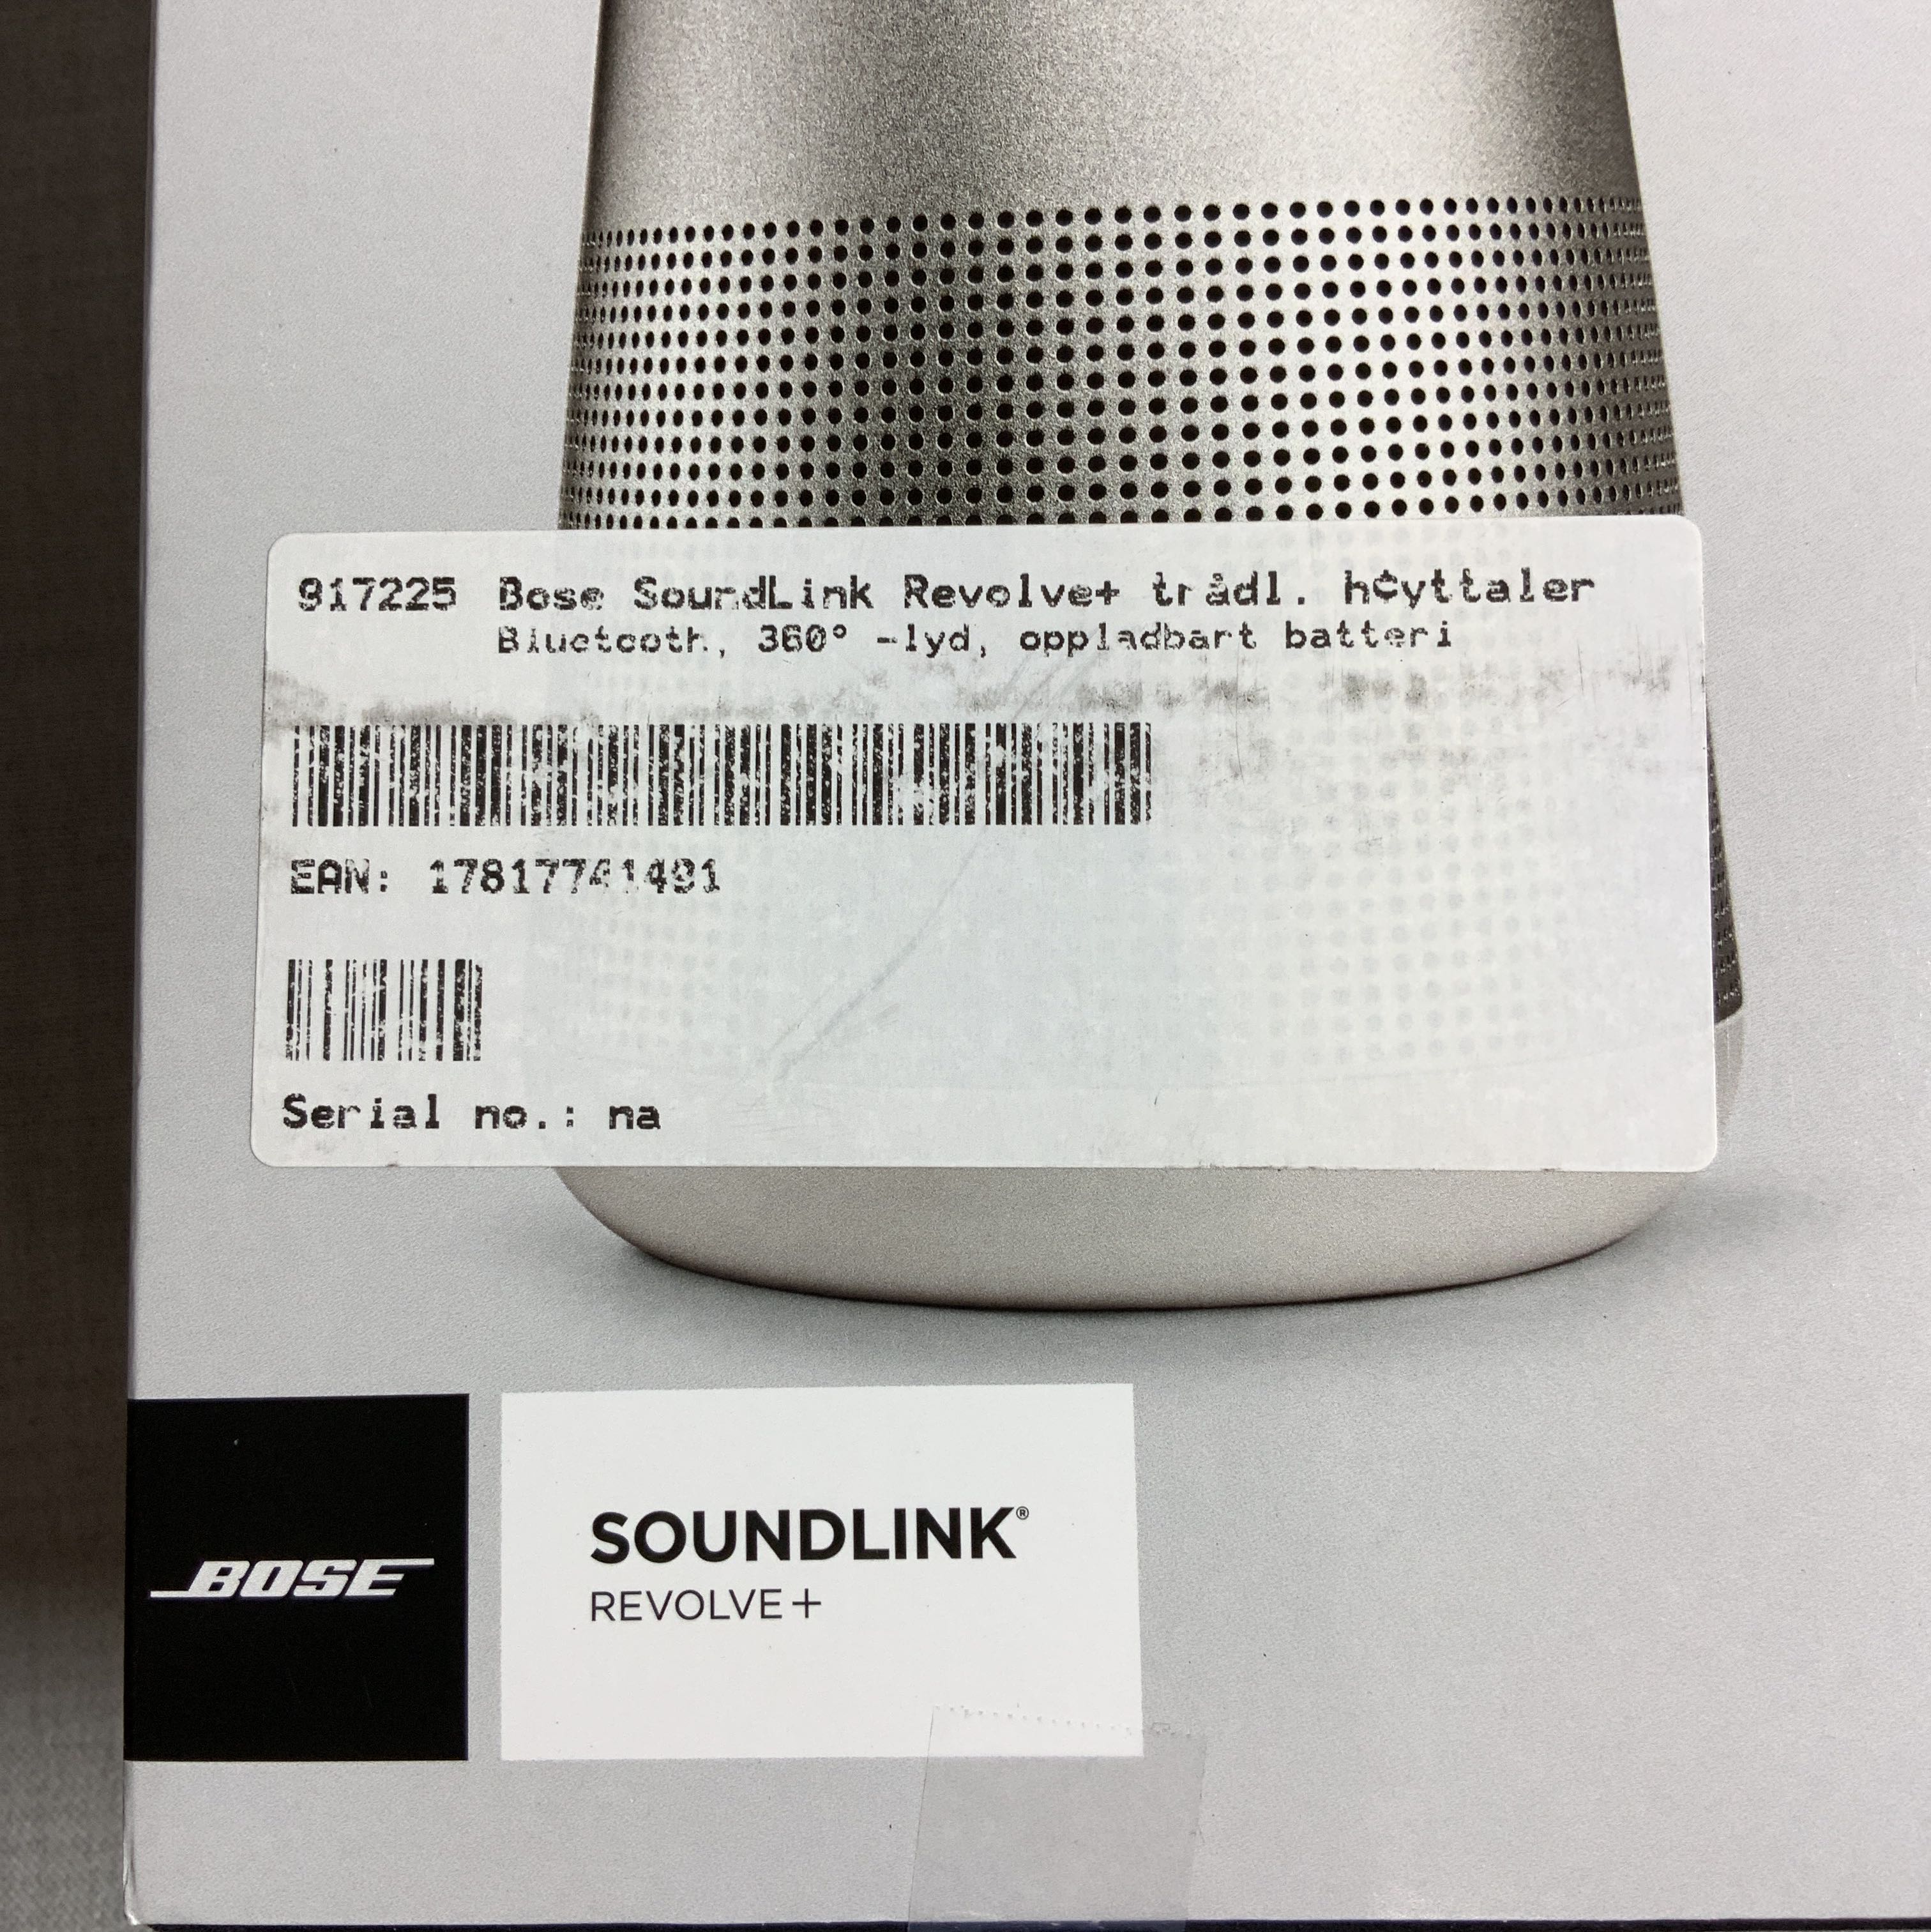 917225 Bose SoundLink Revolve+ trådl. høyttaler
Bluetooth, 360° -lyd, oppladbart batteri
EAN: 17817741491
Serial no.: na
BOSE
SOUNDLINK®
REVOLVE+